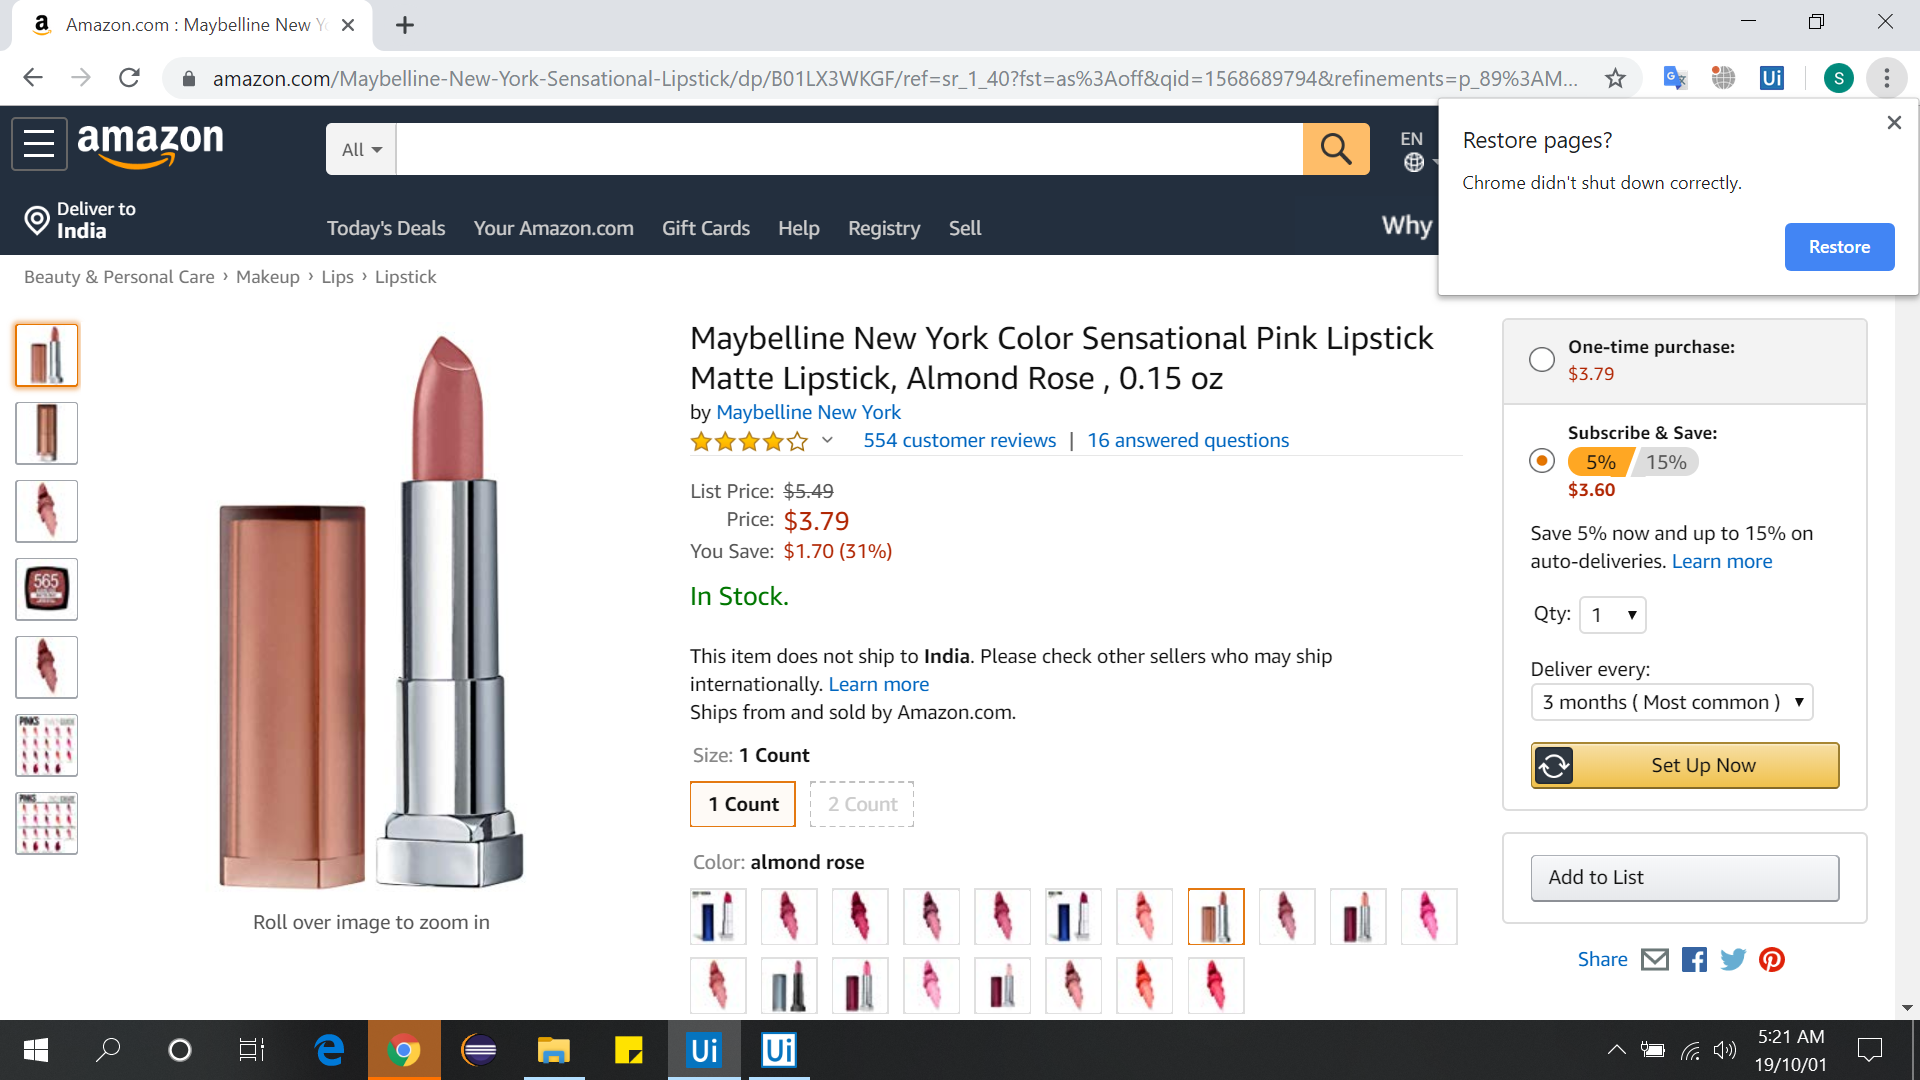 Amazon.com : Maybelline New Y
amazon.com/Maybelline-New-York-Sensational-Lipstick/dp/B01LX3WKGF/ref=sr_1_40?fst=as%3Aoff&qid=1568689794&refinements=p_89%3AM...
Ui
S
Restore pages?
Chrome didn't shut down correctly.
Restore
amazon
All
EN
Deliver to
India
Today's Deals
Your Amazon.com
Gift Cards
Help
Registry
Sell
Why
Beauty & Personal Care › Makeup › Lips › Lipstick
565
PINKS
PINKS
Roll over image to zoom in
Maybelline New York Color Sensational Pink Lipstick
Matte Lipstick, Almond Rose , 0.15 oz
by Maybelline New York
554 customer reviews | 16 answered questions
List Price: $5.49
Price: $3.79
You Save: $1.70 (31%)
In Stock.
This item does not ship to India. Please check other sellers who may ship
internationally. Learn more
Ships from and sold by Amazon.com.
Size: 1 Count
1 Count
2 Count
Color: almond rose
One-time purchase:
$3.79
Subscribe & Save:
5% 15%
$3.60
Save 5% now and up to 15% on
auto-deliveries. Learn more
Qty: 1
Deliver every:
3 months ( Most common )
Set Up Now
Add to List
Share
Ui
Ui
5:21 AM
19/10/01